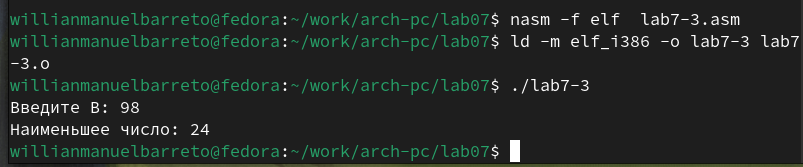 willianmanuelbarreto@fedora:~/work/arch-pc/lab07$ nasm -f elf  lab7-3.asm
willianmanuelbarreto@fedora:~/work/arch-pc/lab07$ ld -m elf_i386 -o lab7-3 lab7
-3.o
willianmanuelbarreto@fedora:~/work/arch-pc/lab07$ ./lab7-3
Введите B: 98
Наименьшее число: 24
willianmanuelbarreto@fedora:~/work/arch-pc/lab07$